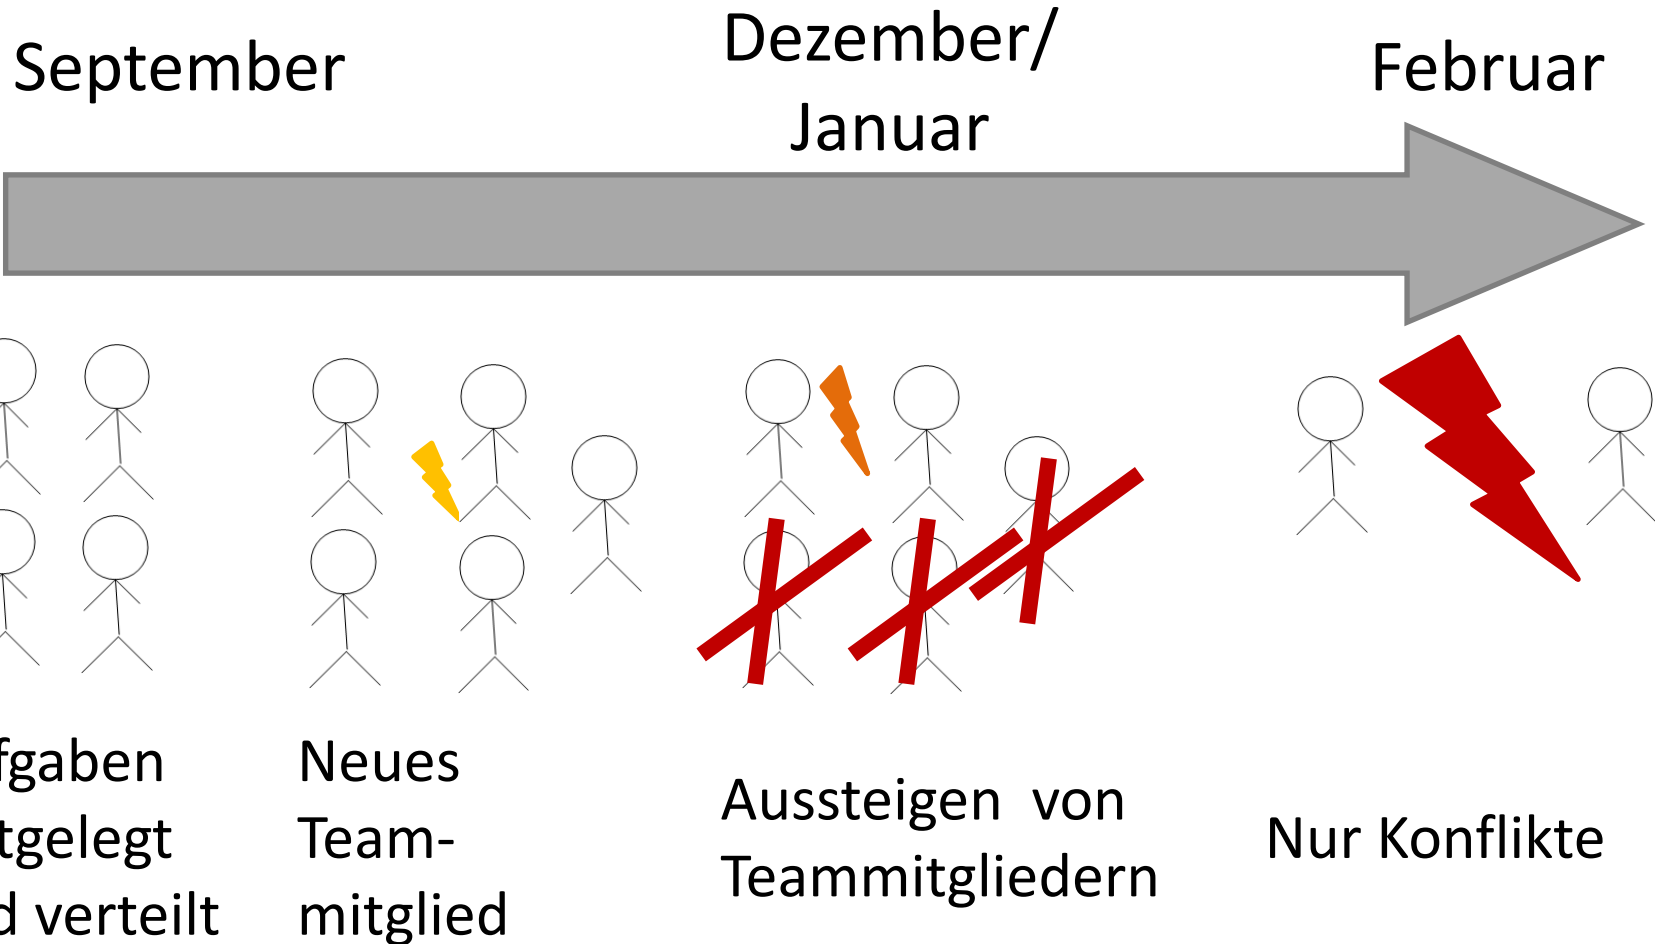 September
Dezember/
Januar
Februar
fgaben
tgelegt
d verteilt
Neues
Team-
mitglied
Aussteigen von
Teammitgliedern
Nur Konflikte